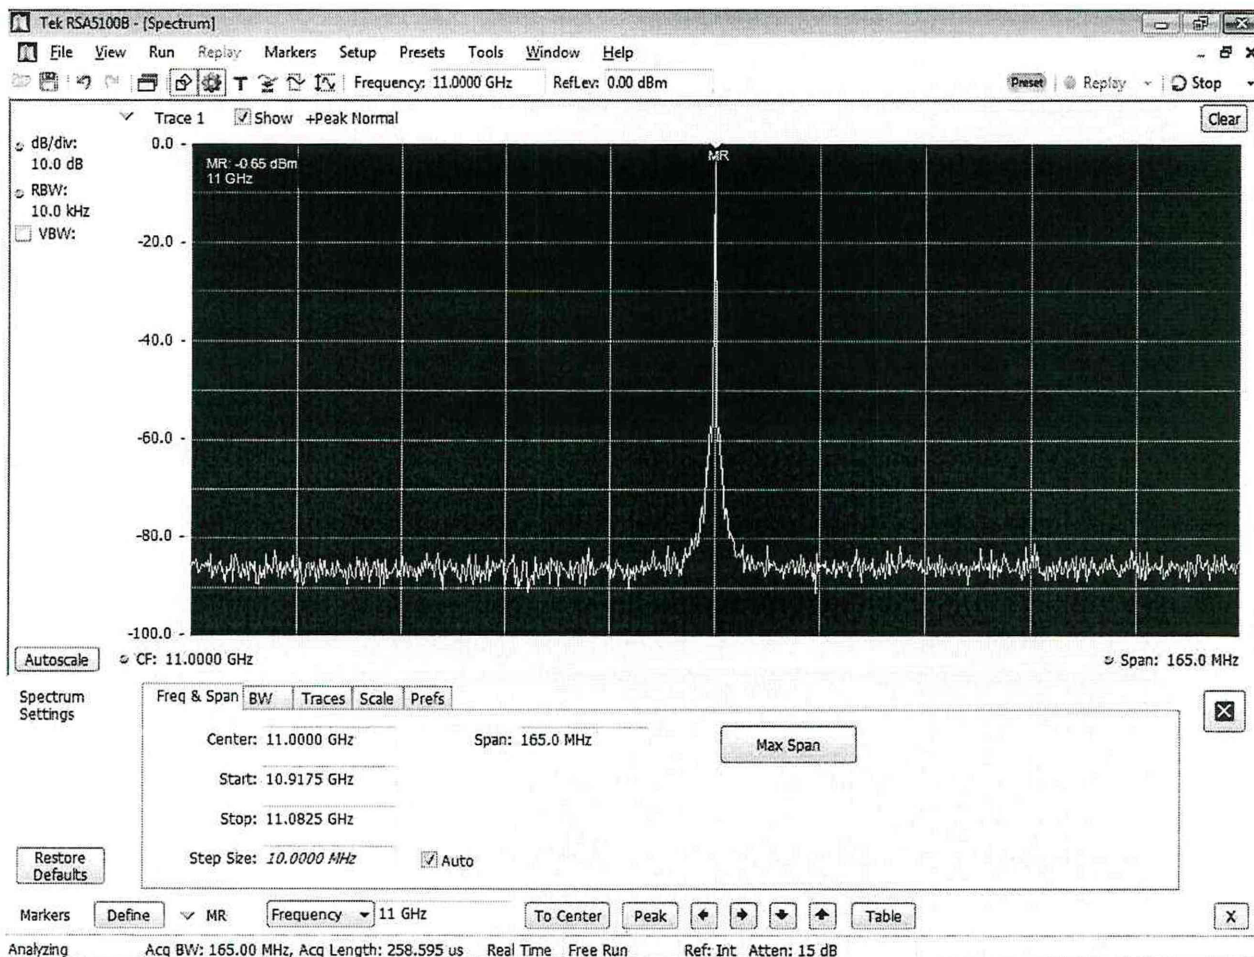 Tek RSA5100B - [Spectrum]
File View Run Replay Markers Setup Presets Tools Window Help
T Frequency: 11.0000 GHz RefLev: 0.00 dBm Preset Replay Stop
Trace 1 Show +Peak Normal Clear
dB/div:
10.0 dB
RBW:
10.0 kHz
VBW:
0.0
-20.0
-40.0
-60.0
-80.0
-100.0
MR: -0.65 dBm
11 GHz
MR
Autoscale CF: 11.0000 GHz Span: 165.0 MHz
Spectrum
Settings
Freq & Span BW Traces Scale Prefs
Center: 11.0000 GHz Span: 165.0 MHz Max Span
Start: 10.9175 GHz
Stop: 11.0825 GHz
Step Size: 10.0000 MHz Auto
Restore
Defaults
Markers Define MR Frequency 11 GHz To Center Peak Table X
Analyzing Acq BW: 165.00 MHz, Acq Length: 258.595 us Real Time Free Run Ref: Int Atten: 15 dB